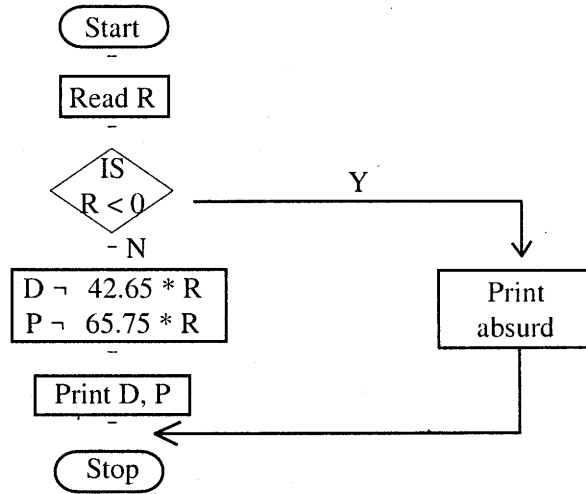 Start
Read R
IS
R < 0
Y
N
D ¬ 42.65 * R
P ¬ 65.75 * R
Print
absurd
Print D, P
Stop